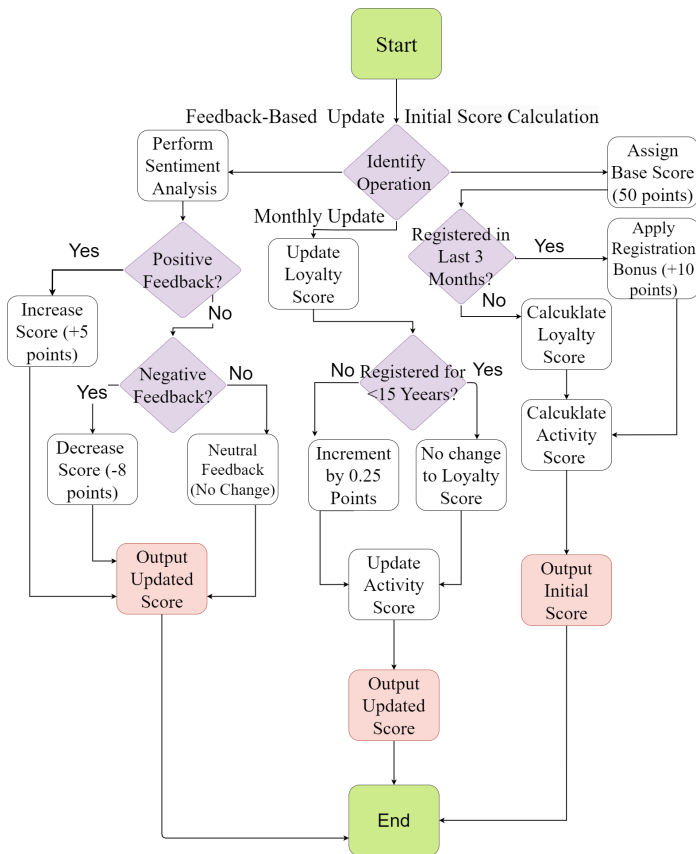 Start
Feedback-Based Update
Initial Score Calculation
Perform
Sentiment
Analysis
Identify
Operation
Assign
Base Score
(50 points)
Monthly Update
Yes
Positive
Feedback?
Update
Loyalty
Score
Registered in
Last 3
Months?
Yes
Apply
Registration
Bonus (+10
points)
Increase
Score (+5
points)
No
No
Calcuklate
Loyalty
Score
Yes
Negative
Feedback?
No
No
Registered for
<15 Yeears?
Yes
Calcuklate
Activity
Score
Decrease
Score (-8
points)
Neutral
Feedback
(No Change)
Increment
by 0.25
Points
No change
to Loyalty
Score
Output
Updated
Score
Update
Activity
Score
Output
Initial
Score
Output
Updated
Score
End